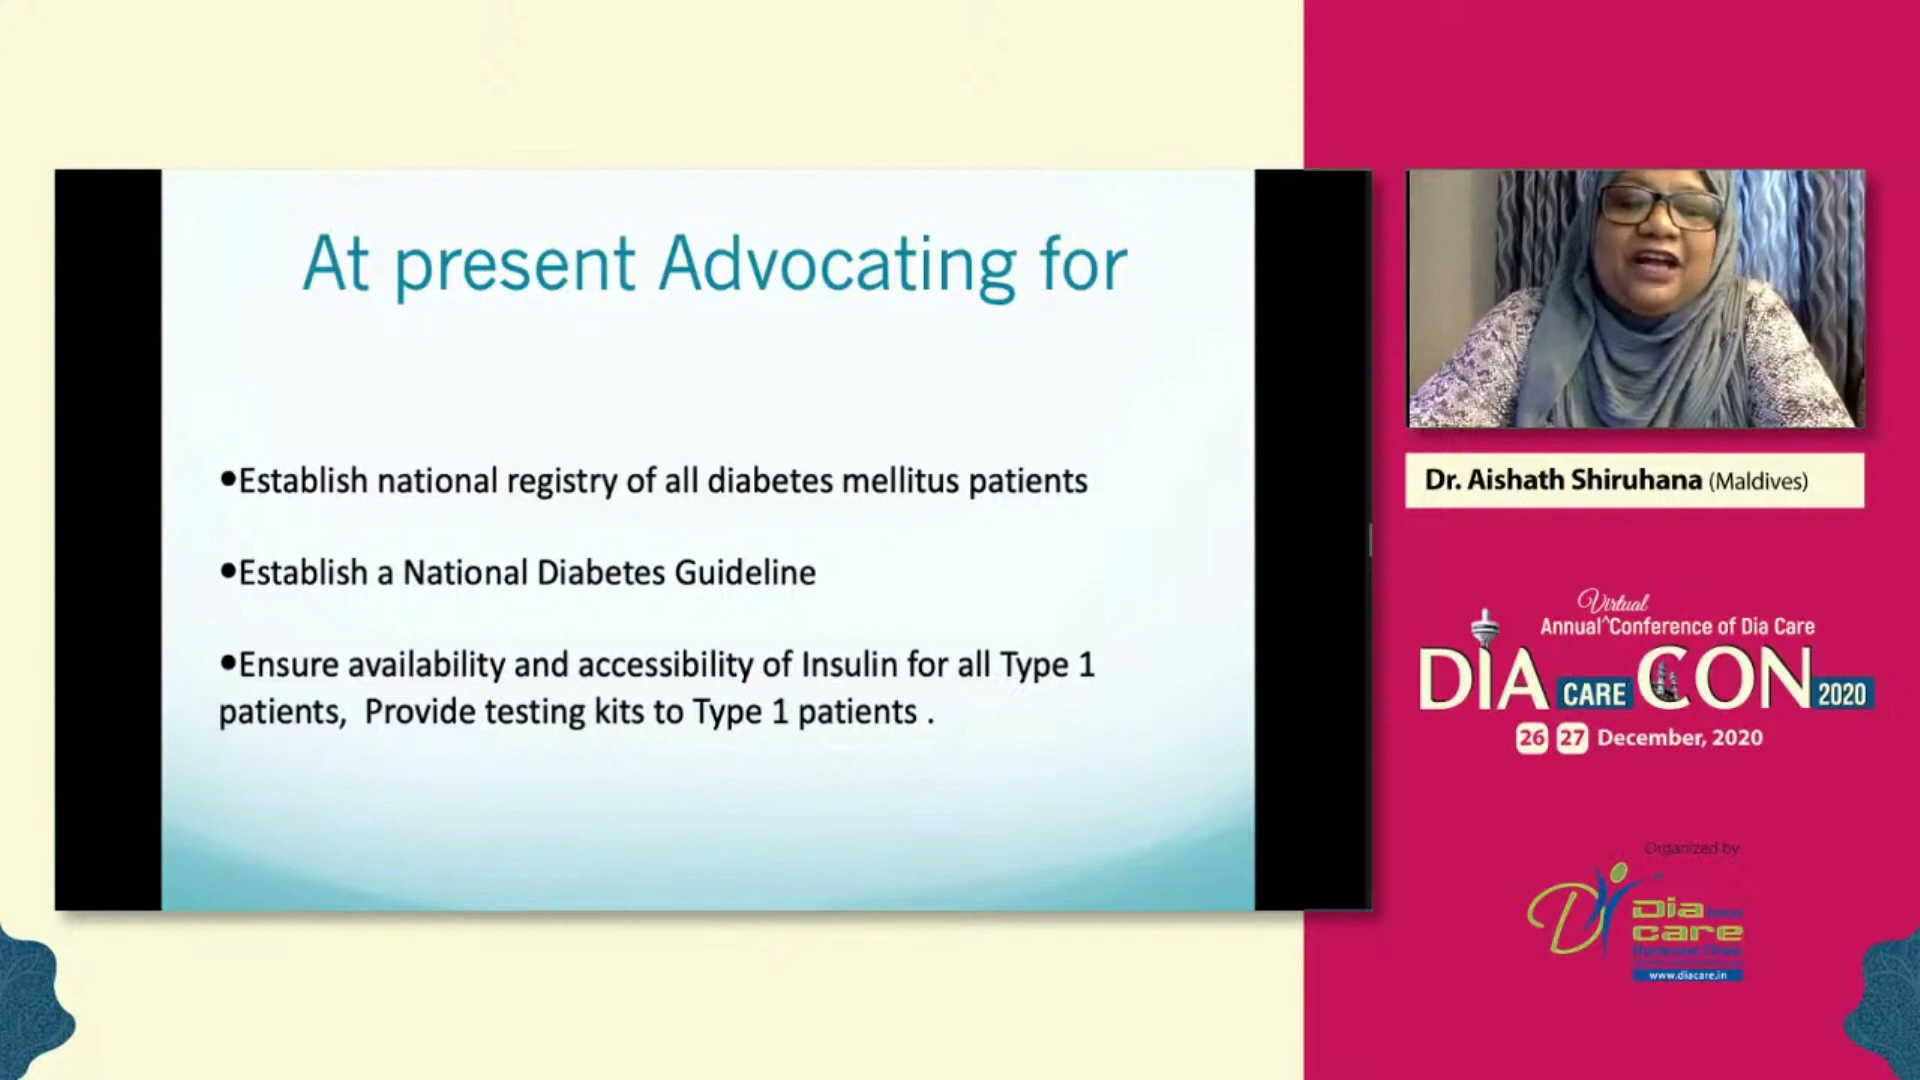 At present Advocating for
•Establish national registry of all diabetes mellitus patients
•Establish a National Diabetes Guideline
•Ensure availability and accessibility of Insulin for all Type 1
patients, Provide testing kits to Type 1 patients .
Dr. Aishath Shiruhana (Maldives)
Virtual
Annual^Conference of Dia Care
DIA CARE CON 2020
26 27 December, 2020
Organized by
Dia
care
www.diacare.in